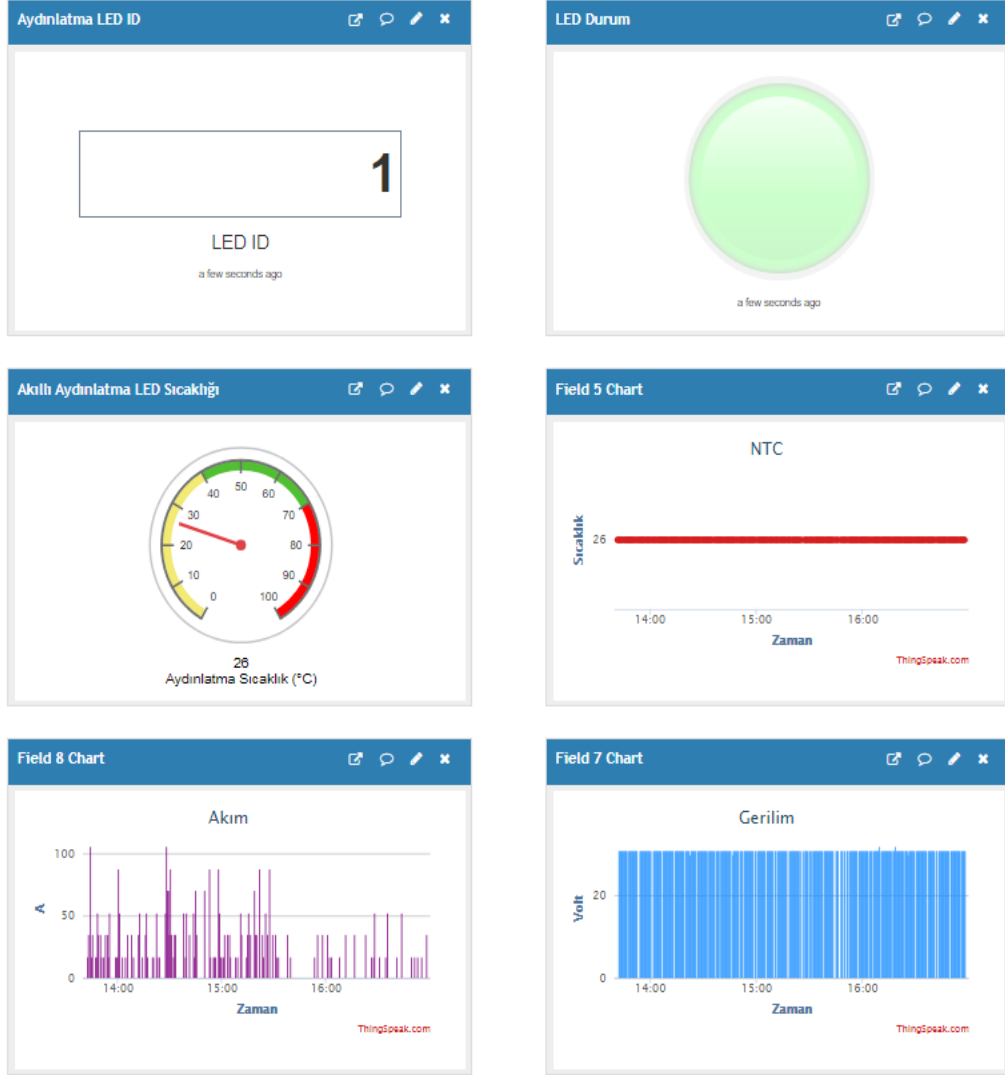 Aydınlatma LED ID
1
LED ID
a few seconds ago
LED Durum
a few seconds ago
Akıllı Aydınlatma LED Sıcaklığı
0
10
20
30
40
50
60
70
80
90
100
26
Aydınlatma Sıcaklık (°C)
Field 5 Chart
NTC
Sıcaklık
26
14:00 15:00 16:00
Zaman
ThingSpeak.com
Field 8 Chart
Akım
A
100
50
0
14:00 15:00 16:00
Zaman
ThingSpeak.com
Field 7 Chart
Gerilim
Volt
20
0
14:00 15:00 16:00
Zaman
ThingSpeak.com